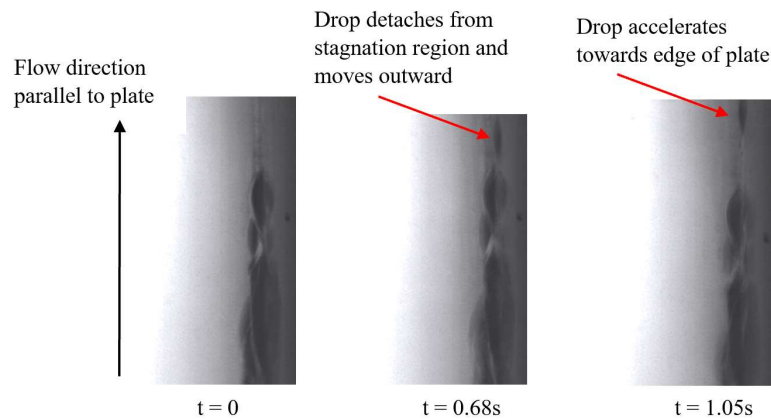 Flow direction
parallel to plate
Drop detaches from
stagnation region and
moves outward
Drop accelerates
towards edge of plate
t = 0
t = 0.68s
t = 1.05s